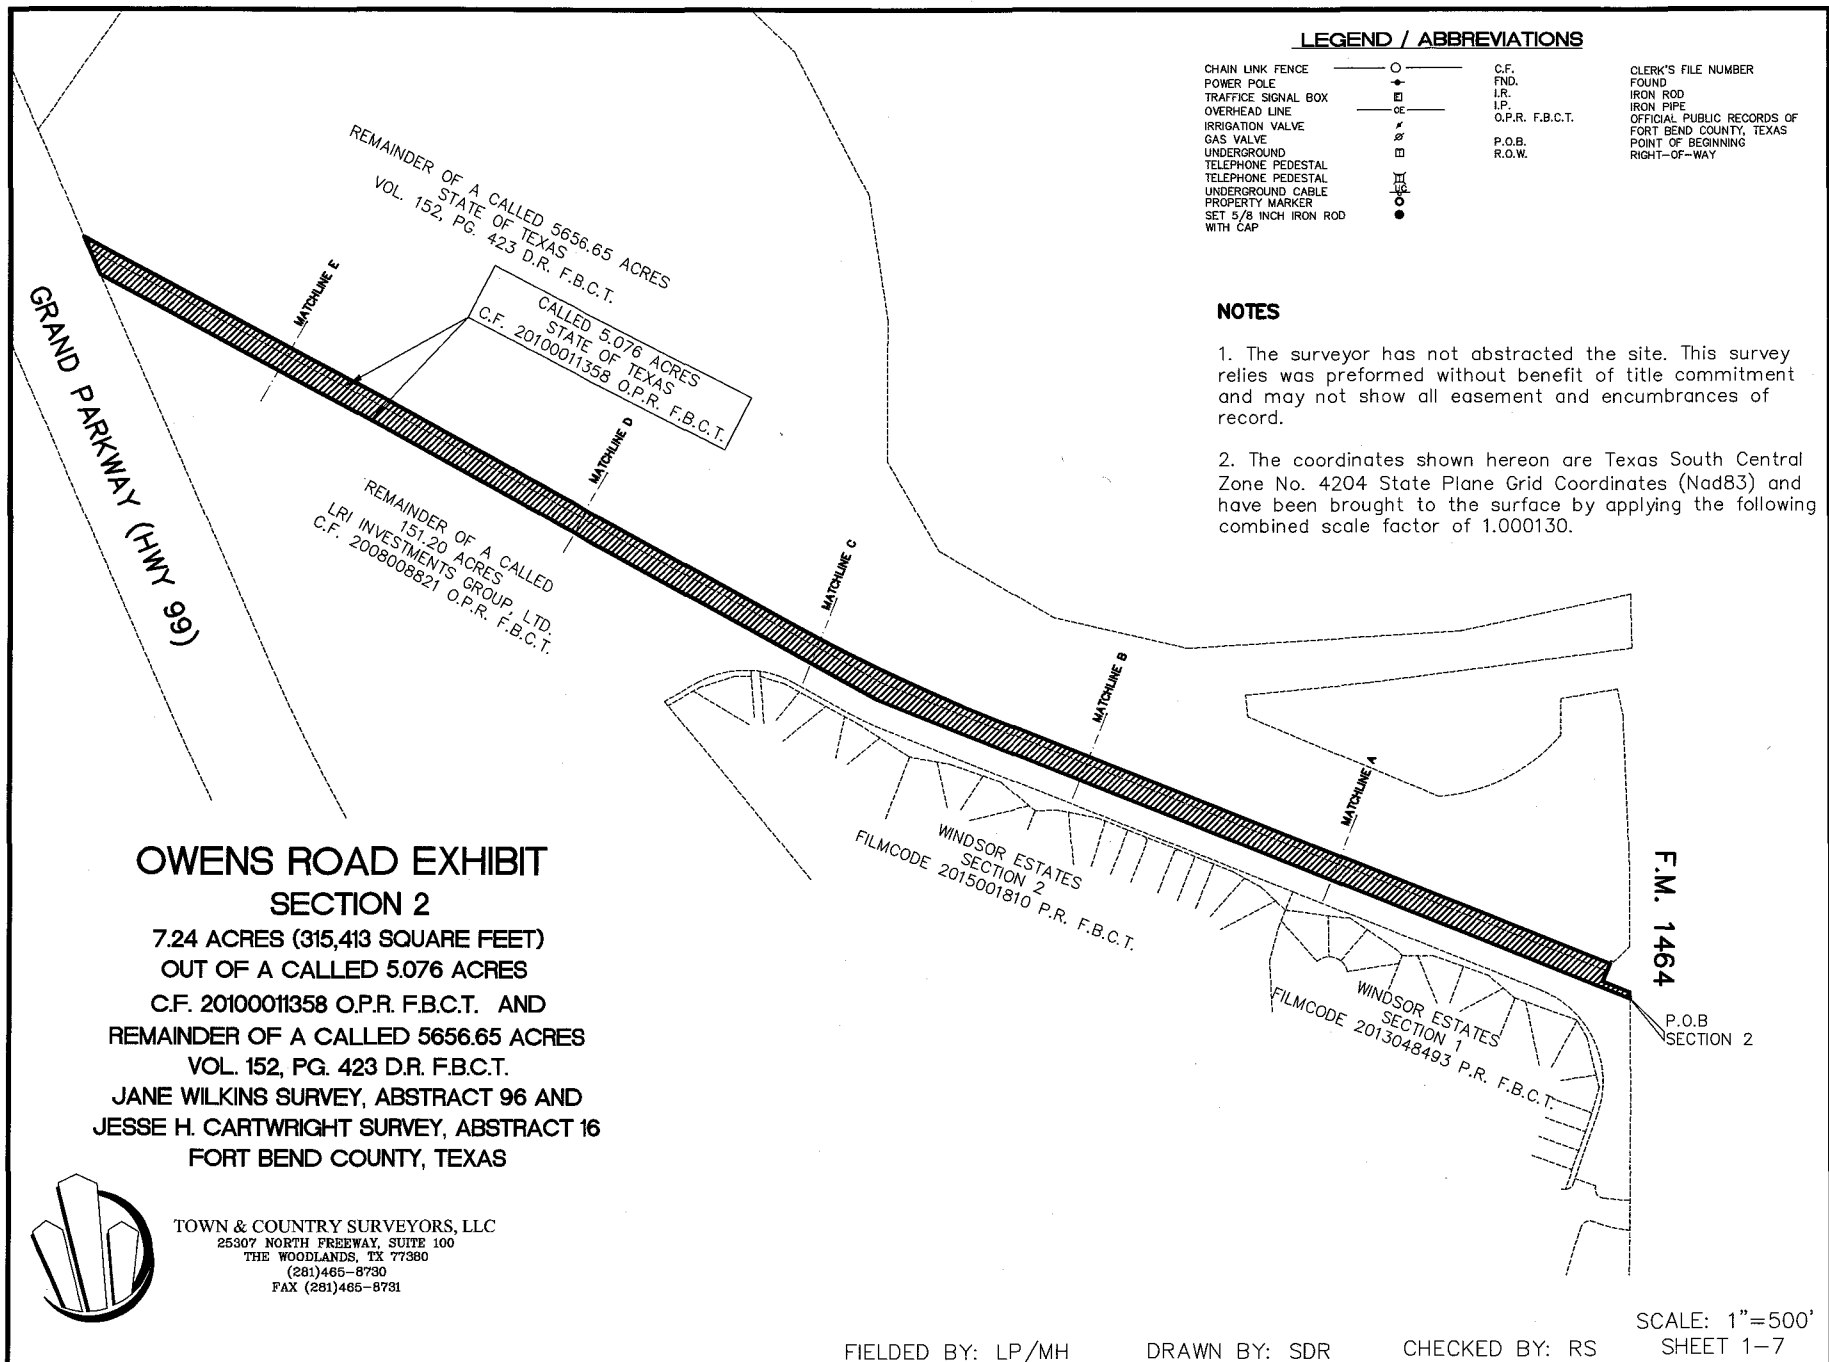 LEGEND / ABBREVIATIONS
CHAIN LINK FENCE
POWER POLE
TRAFFICE SIGNAL BOX
E
OVERHEAD LINE
OE
IRRIGATION VALVE
GAS VALVE
UNDERGROUND
TELEPHONE PEDESTAL
TELEPHONE PEDESTAL
UNDERGROUND CABLE
UC
PROPERTY MARKER
SET 5/8 INCH IRON ROD
WITH CAP
C.F. CLERK'S FILE NUMBER
FND. FOUND
I.R. IRON ROD
I.P. IRON PIPE
O.P.R. F.B.C.T. OFFICIAL PUBLIC RECORDS OF
FORT BEND COUNTY, TEXAS
P.O.B. POINT OF BEGINNING
R.O.W. RIGHT-OF-WAY
NOTES
1. The surveyor has not abstracted the site. This survey
relies was preformed without benefit of title commitment
and may not show all easement and encumbrances of
record.
2. The coordinates shown hereon are Texas South Central
Zone No. 4204 State Plane Grid Coordinates (Nad83) and
have been brought to the surface by applying the following
combined scale factor of 1.000130.
REMAINDER OF A CALLED 5656.65 ACRES
STATE OF TEXAS
VOL. 152, PG. 423 D.R. F.B.C.T.
CALLED 5.076 ACRES
STATE OF TEXAS
C.F. 20100011358 O.P.R. F.B.C.T.
MATCHLINE E
MATCHLINE D
MATCHLINE C
MATCHLINE B
MATCHLINE A
GRAND PARKWAY (HWY 99)
REMAINDER OF A CALLED
151.20 ACRES
LRI INVESTMENTS GROUP, LTD.
C.F. 2008008821 O.P.R. F.B.C.T.
WINDSOR ESTATES
SECTION 2
FILMCODE 2015001810 P.R. F.B.C.T.
WINDSOR ESTATES
SECTION 1
FILMCODE 2013048493 P.R. F.B.C.T.
F.M. 1464
P.O.B
SECTION 2
OWENS ROAD EXHIBIT
SECTION 2
7.24 ACRES (315,413 SQUARE FEET)
OUT OF A CALLED 5.076 ACRES
C.F. 20100011358 O.P.R. F.B.C.T. AND
REMAINDER OF A CALLED 5656.65 ACRES
VOL. 152, PG. 423 D.R. F.B.C.T.
JANE WILKINS SURVEY, ABSTRACT 96 AND
JESSE H. CARTWRIGHT SURVEY, ABSTRACT 16
FORT BEND COUNTY, TEXAS
TOWN & COUNTRY SURVEYORS, LLC
25307 NORTH FREEWAY, SUITE 100
THE WOODLANDS, TX 77380
(281)465-8730
FAX (281)465-8731
FIELDED BY: LP/MH DRAWN BY: SDR CHECKED BY: RS
SCALE: 1"=500'
SHEET 1-7